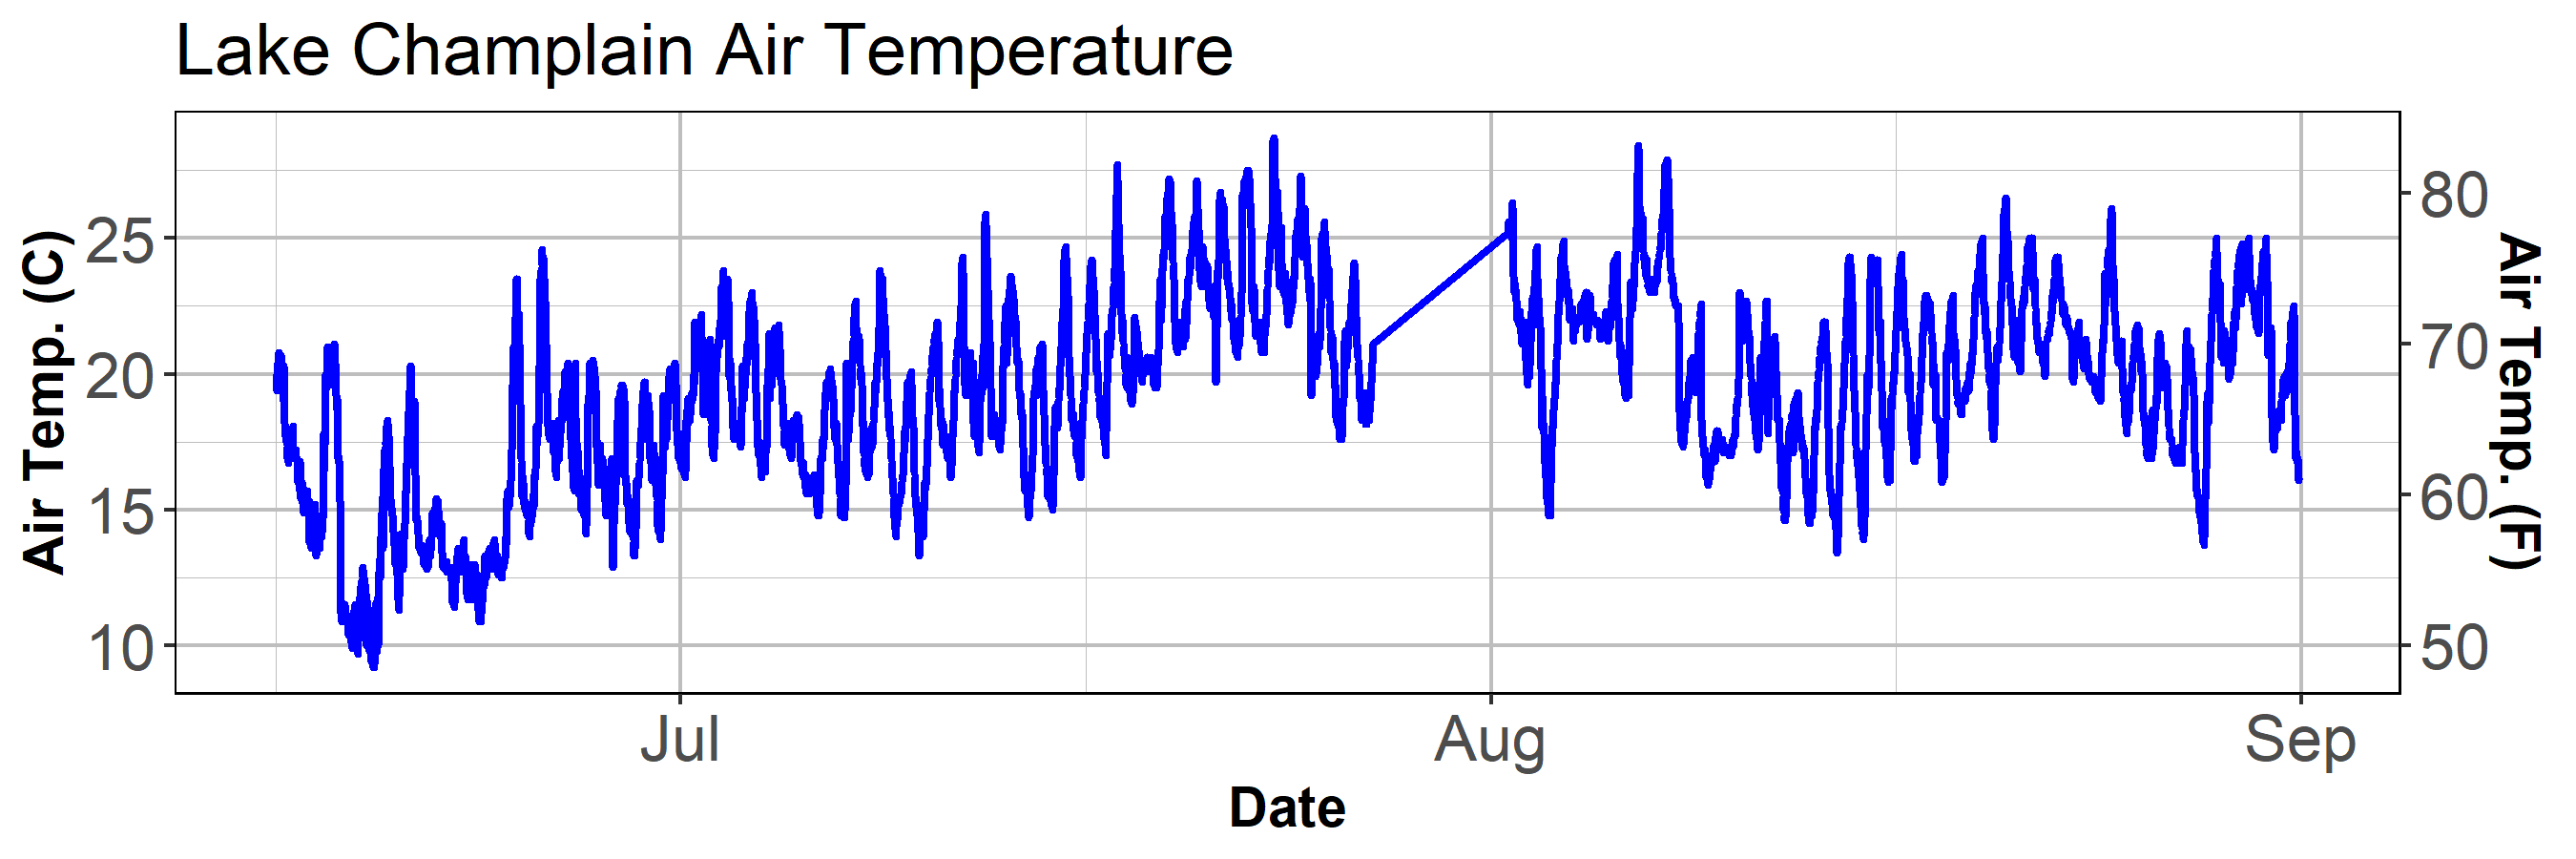 Lake Champlain Air Temperature
Air Temp. (C)
25
20
15
10
80
70
60
50
Air Temp. (F)
Jul
Aug
Sep
Date